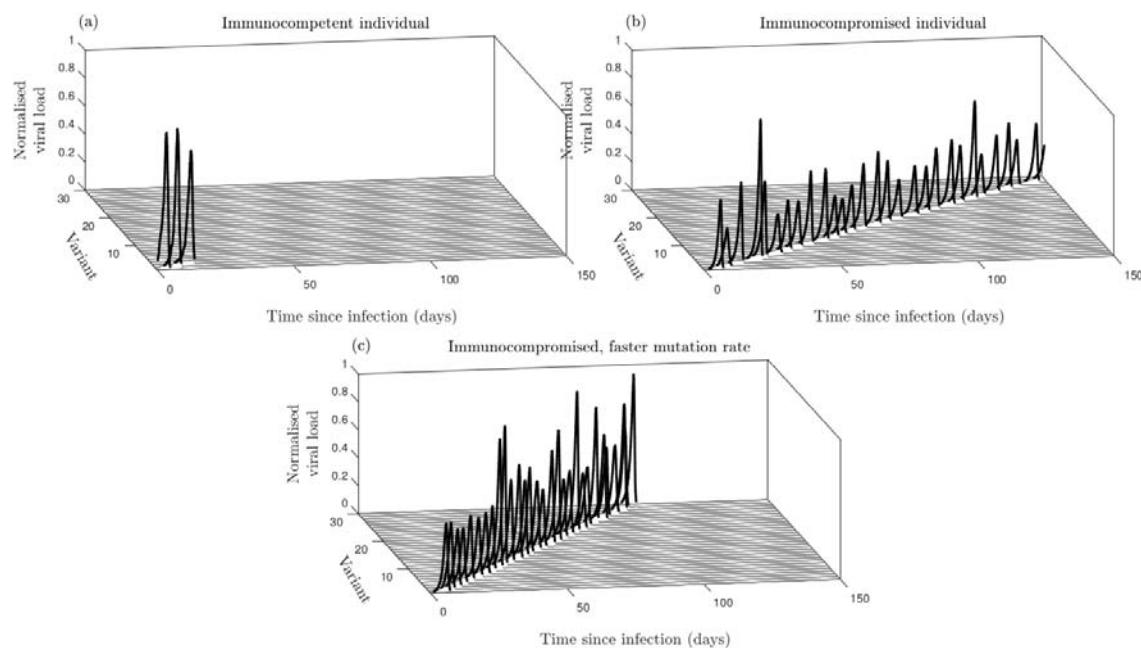 (a)
Immunocompetent individual
1
0.8
0.6
0.4
0.2
0
Normalised
viral load
30
20
10
Variant
0
50
100
150
Time since infection (days)
(b)
Immunocompromised individual
1
0.8
0.6
0.4
0.2
0
Normalised
viral load
30
20
10
Variant
0
50
100
150
Time since infection (days)
(c)
Immunocompromised, faster mutation rate
1
0.8
0.6
0.4
0.2
0
Normalised
viral load
30
20
10
Variant
0
50
100
150
Time since infection (days)